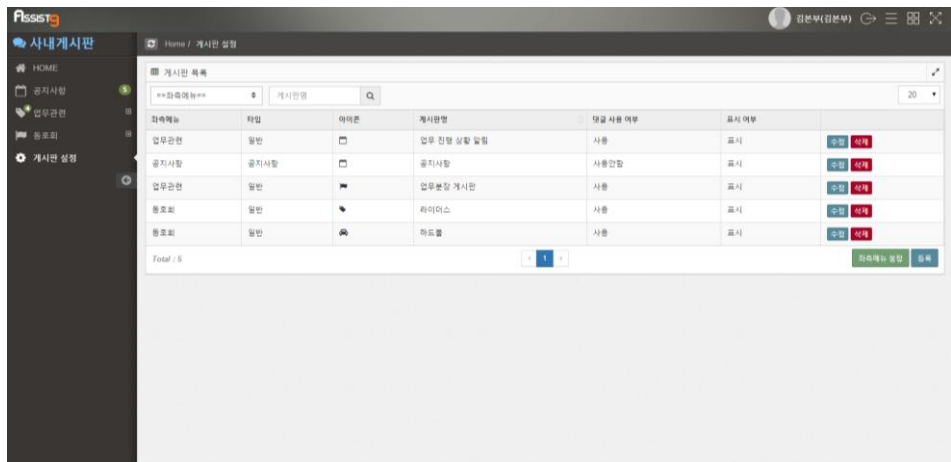 Assist9
김본부(김본부)
사내게시판
Home / 게시판 설정
HOME
공지사항 5
업무관련
동호회
게시판 설정
게시판 목록
==좌측메뉴== 게시판명 20
좌측메뉴 타입 아이콘 게시판명 댓글 사용 여부 표시 여부
업무관련 일반 업무 진행 상황 알림 사용 표시 수정 삭제
공지사항 공지사항 공지사항 사용안함 표시 수정 삭제
업무관련 일반 업무분장 게시판 사용 표시 수정 삭제
동호회 일반 라이더스 사용 표시 수정 삭제
동호회 일반 하드볼 사용 표시 수정 삭제
Total : 5 1 좌측메뉴 설정 등록